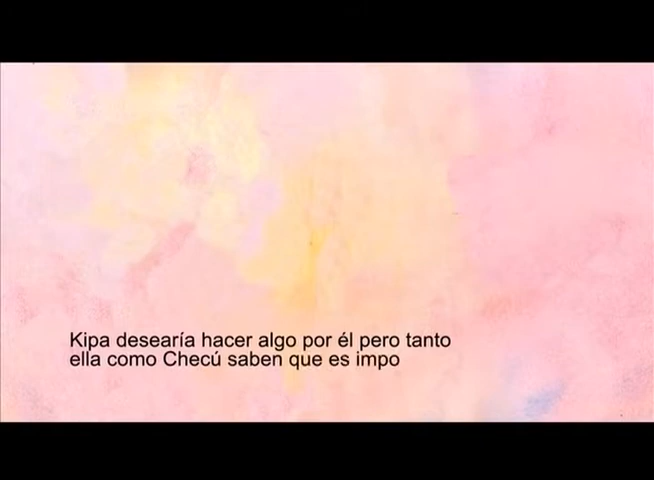 Kipa desearía hacer algo por él pero tanto
ella como Checú saben que es impo